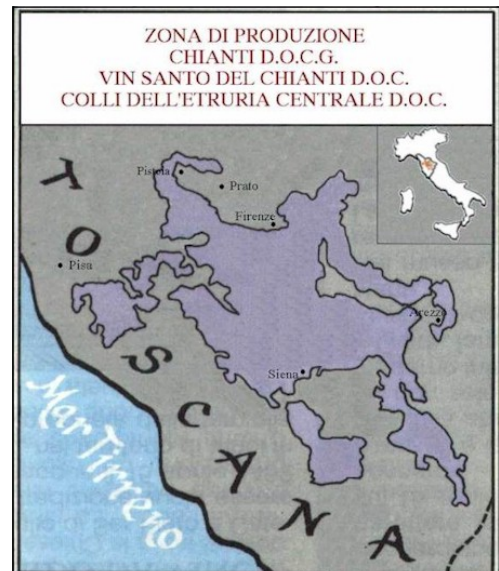 ZONA DI PRODUZIONE
CHIANTI D.O.C.G.
VIN SANTO DEL CHIANTI D.O.C.
COLLI DELL'ETRURIA CENTRALE D.O.C.
Pistoia
Prato
Firenze
Pisa
Arezzo
Siena
TOSCANA
Mar Tirreno